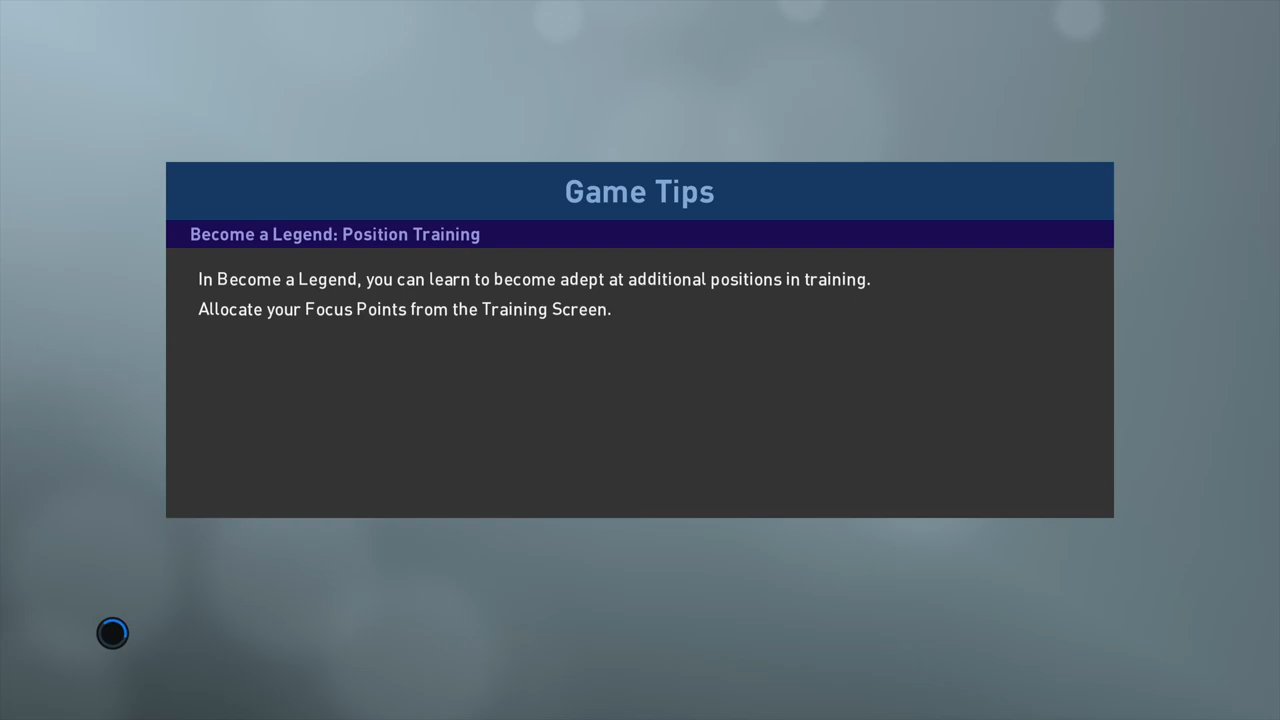 Game Tips
Become a Legend: Position Training
In Become a Legend, you can learn to become adept at additional positions in training.
Allocate your Focus Points from the Training Screen.